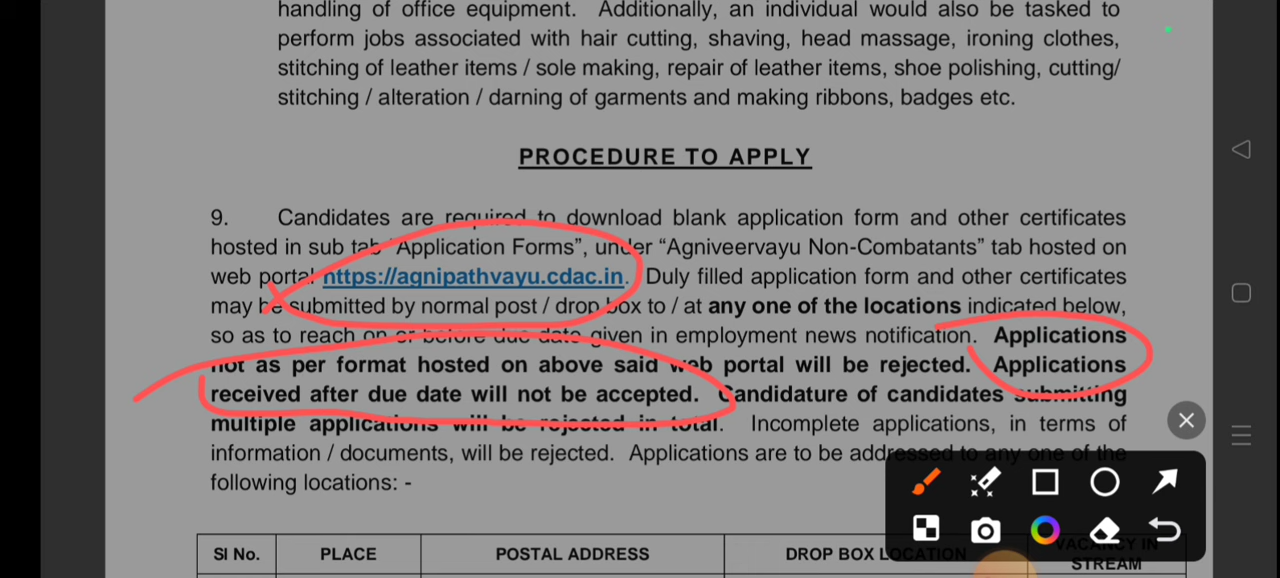 handling of office equipment. Additionally, an individual would also be tasked to
perform jobs associated with hair cutting, shaving, head massage, ironing clothes,
stitching of leather items / sole making, repair of leather items, shoe polishing, cutting/
stitching / alteration / darning of garments and making ribbons, badges etc.
PROCEDURE TO APPLY
9. Candidates are required to download blank application form and other certificates
hosted in sub tab “Application Forms”, under “Agniveervayu Non-Combatants” tab hosted on
web portal https://agnipathvayu.cdac.in. Duly filled application form and other certificates
may be submitted by normal post / drop box to / at any one of the locations indicated below,
so as to reach on or before due date given in employment news notification. Applications
not as per format hosted on above said web portal will be rejected. Applications
received after due date will not be accepted. Candidature of candidates submitting
multiple applications will be rejected in total. Incomplete applications, in terms of
information / documents, will be rejected. Applications are to be addressed to any one of the
following locations: -
Sl No. PLACE POSTAL ADDRESS DROP BOX LOCATION VACANCY IN
STREAM